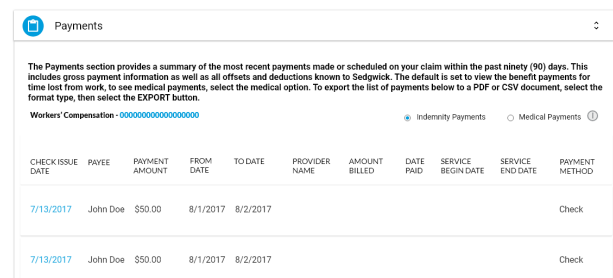 Payments
The Payments section provides a summary of the most recent payments made or scheduled on your claim within the past ninety (90) days. This
includes gross payment information as well as all offsets and deductions known to Sedgwick. The default is set to view the benefit payments for
time lost from work, to see medical payments, select the medical option. To export the list of payments below to a PDF or CSV document, select the
format type, then select the EXPORT button.
Workers' Compensation - 000000000000000000 Indemnity Payments Medical Payments
CHECK ISSUE DATE PAYEE PAYMENT AMOUNT FROM DATE TO DATE PROVIDER NAME AMOUNT BILLED DATE PAID SERVICE BEGIN DATE SERVICE END DATE PAYMENT METHOD
7/13/2017 John Doe $50.00 8/1/2017 8/2/2017 Check
7/13/2017 John Doe $50.00 8/1/2017 8/2/2017 Check